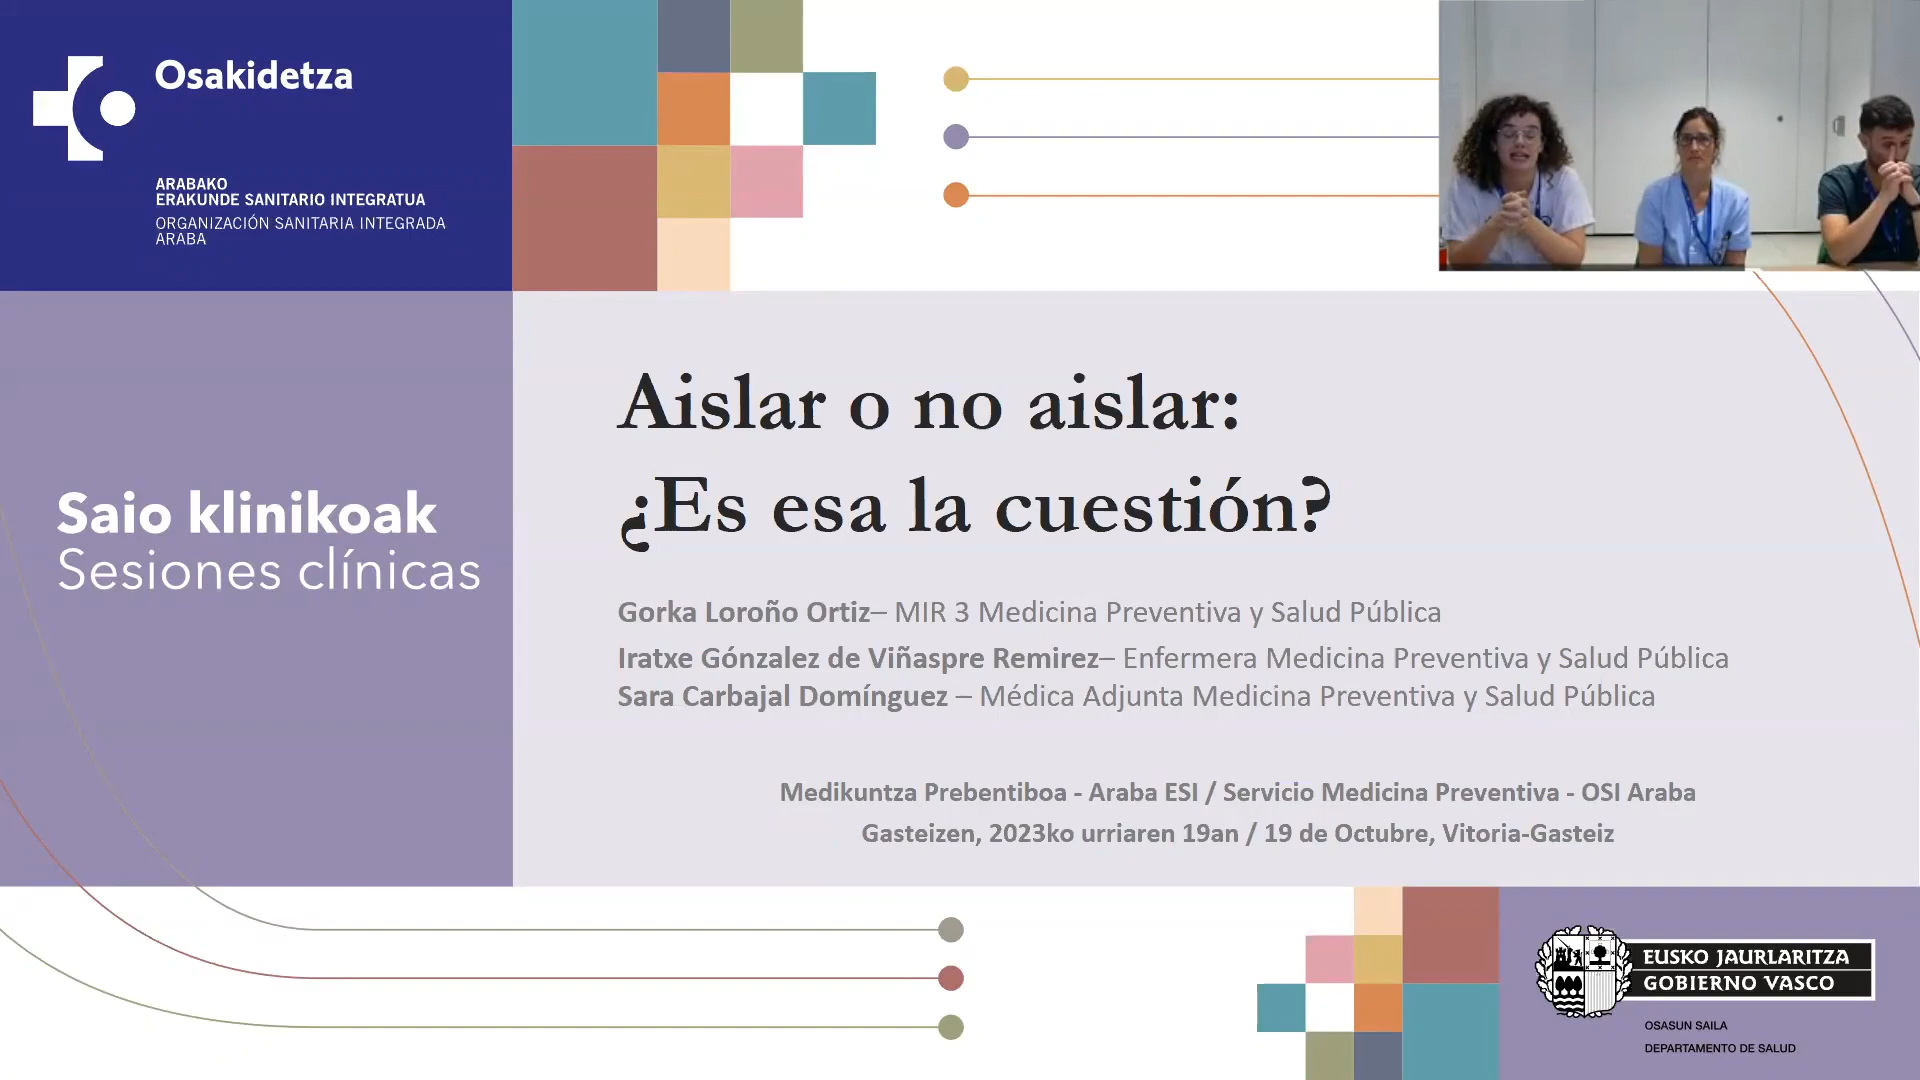 Osakidetza
ARABAKO
ERAKUNDE SANITARIO INTEGRATUA
ORGANIZACIÓN SANITARIA INTEGRADA
ARABA
Saio klinikoak
Sesiones clínicas
Aislar o no aislar:
¿Es esa la cuestión?
Gorka Loroño Ortiz– MIR 3 Medicina Preventiva y Salud Pública
Iratxe Gónzalez de Viñaspre Remirez– Enfermera Medicina Preventiva y Salud Pública
Sara Carbajal Domínguez – Médica Adjunta Medicina Preventiva y Salud Pública
Medikuntza Prebentiboa - Araba ESI / Servicio Medicina Preventiva - OSI Araba
Gasteizen, 2023ko urriaren 19an / 19 de Octubre, Vitoria-Gasteiz
EUSKO JAURLARITZA
GOBIERNO VASCO
OSASUN SAILA
DEPARTAMENTO DE SALUD